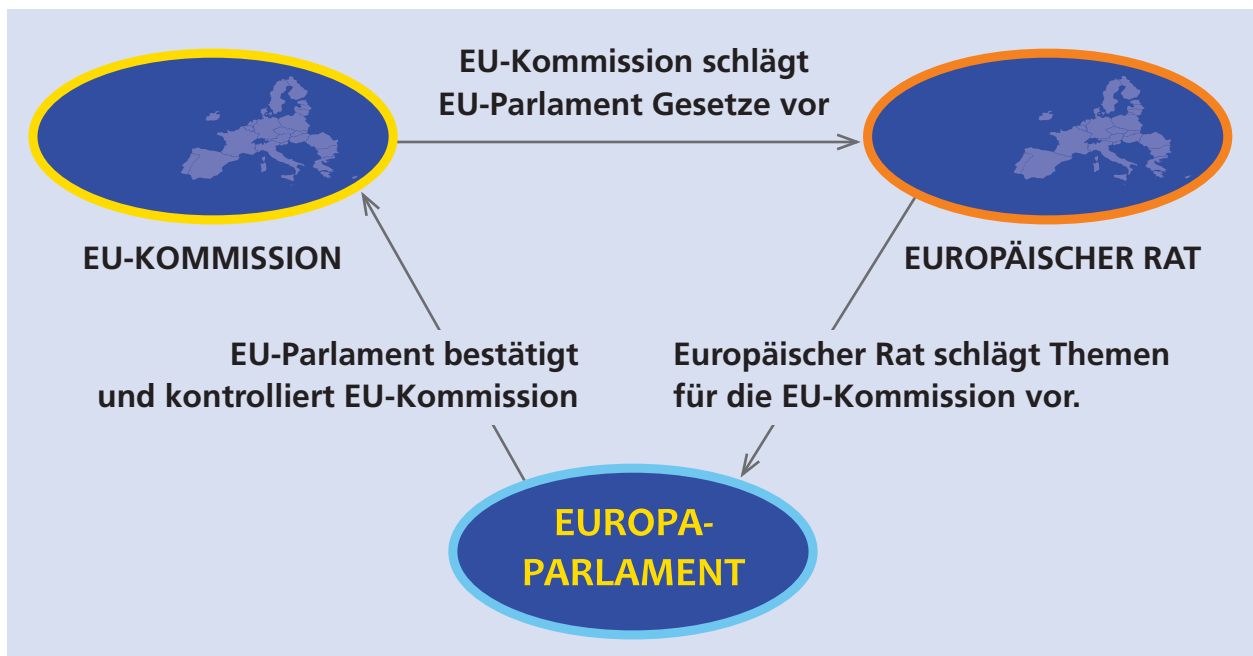 EU-Kommission schlägt
EU-Parlament Gesetze vor
EU-KOMMISSION
EUROPÄISCHER RAT
EU-Parlament bestätigt
und kontrolliert EU-Kommission
Europäischer Rat schlägt Themen
für die EU-Kommission vor.
EUROPA-
PARLAMENT